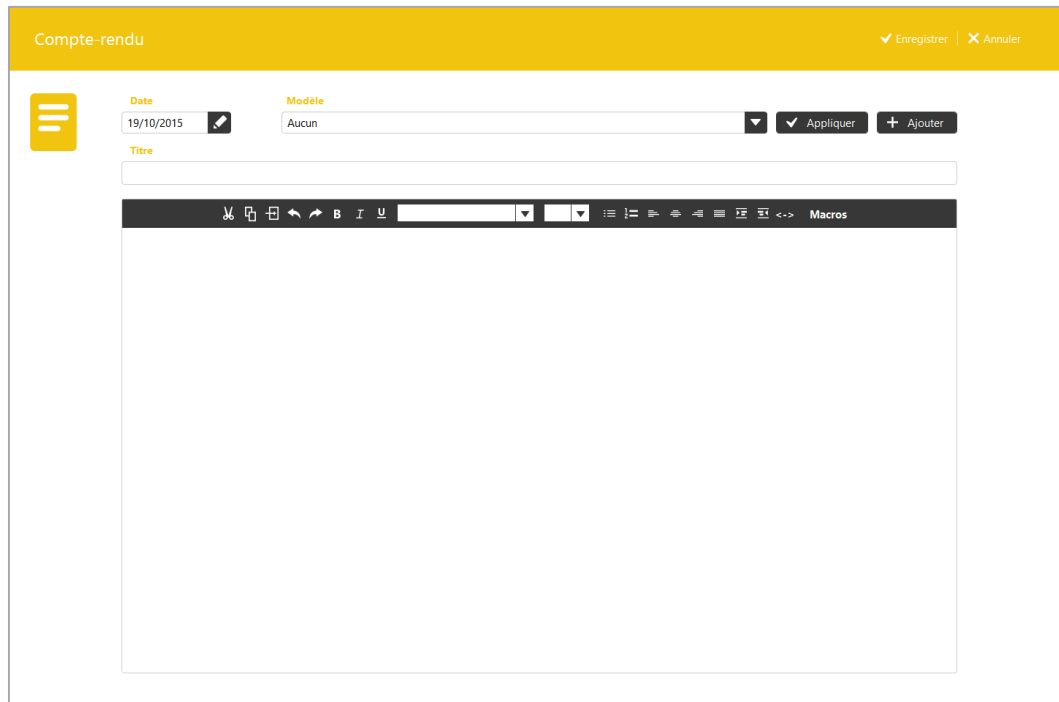 Compte-rendu
Enregistrer
Annuler
Date
Modèle
19/10/2015
Aucun
Appliquer
Ajouter
Titre
B I U
<->
Macros